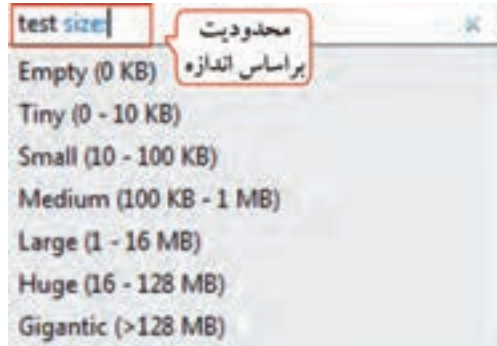 test size:
محدودیت
براساس اندازه
Empty (0 KB)
Tiny (0 - 10 KB)
Small (10 - 100 KB)
Medium (100 KB - 1 MB)
Large (1 - 16 MB)
Huge (16 - 128 MB)
Gigantic (>128 MB)